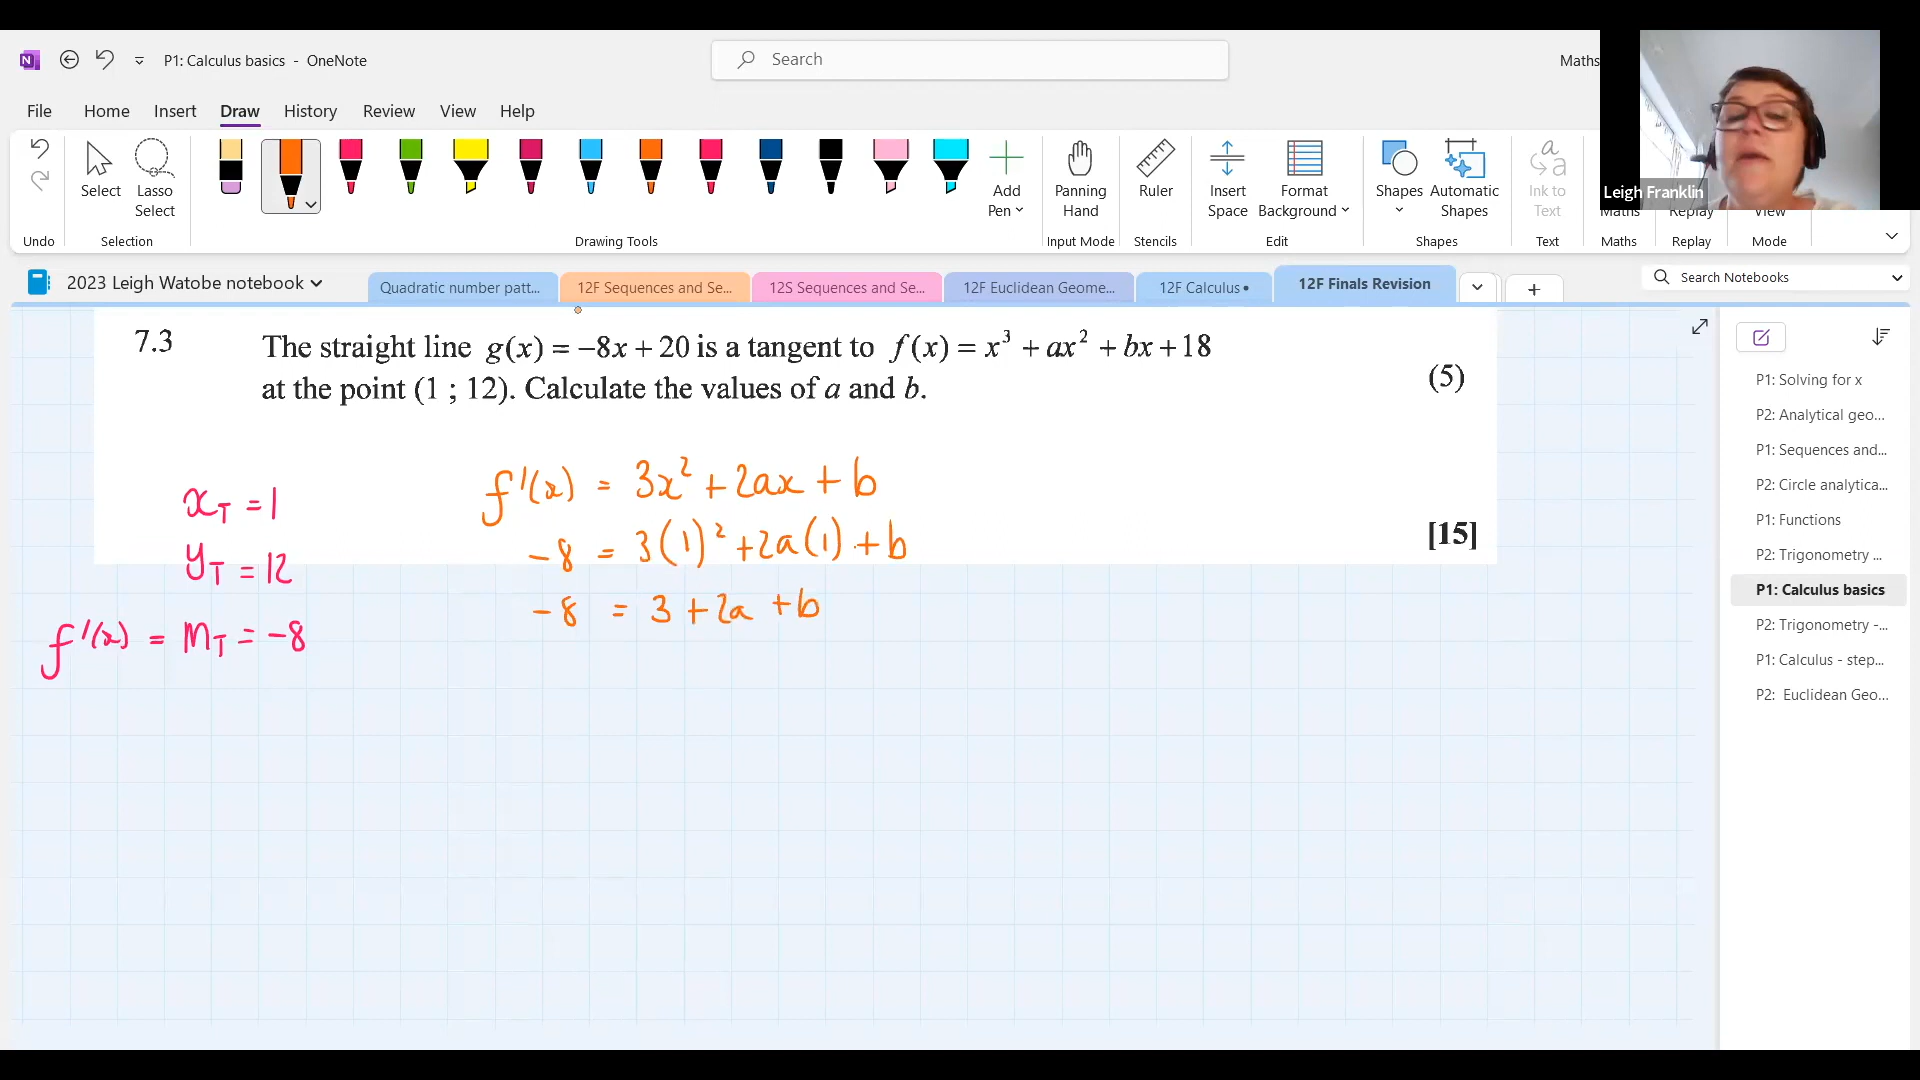 P1: Calculus basics - OneNote
Search
Maths
File Home Insert Draw History Review View Help
Select
Lasso Select
Add Pen
Panning Hand
Ruler
Insert Space
Format Background
Shapes
Automatic Shapes
Ink to Text
Leigh Franklin
Maths
Replay
View
Undo
Selection
Drawing Tools
Input Mode
Stencils
Edit
Shapes
Text
Maths
Replay
Mode
2023 Leigh Watobe notebook
Quadratic number patt...
12F Sequences and Se...
12S Sequences and Se...
12F Euclidean Geome...
12F Calculus
12F Finals Revision
+
Search Notebooks
7.3 The straight line g(x) = −8x + 20 is a tangent to f(x) = x³ + ax² + bx + 18
at the point (1 ; 12). Calculate the values of a and b. (5)
[15]
x_T = 1
y_T = 12
f'(x) = m_T = -8
f'(x) = 3x² + 2ax + b
-8 = 3(1)² + 2a(1) + b
-8 = 3 + 2a + b
P1: Solving for x
P2: Analytical geo...
P1: Sequences and...
P2: Circle analytica...
P1: Functions
P2: Trigonometry ...
P1: Calculus basics
P2: Trigonometry -...
P1: Calculus - step...
P2: Euclidean Geo...